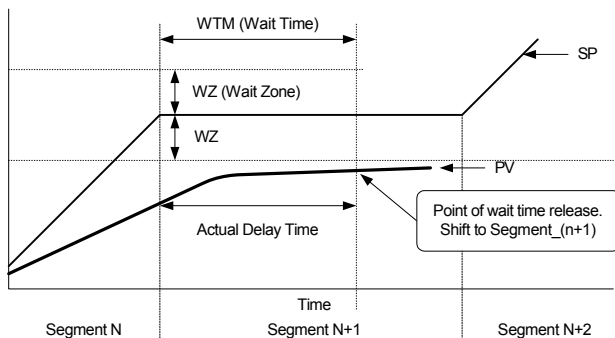 WTM (Wait Time)
SP
WZ (Wait Zone)
WZ
PV
Point of wait time release.
Shift to Segment_(n+1)
Actual Delay Time
Time
Segment N
Segment N+1
Segment N+2